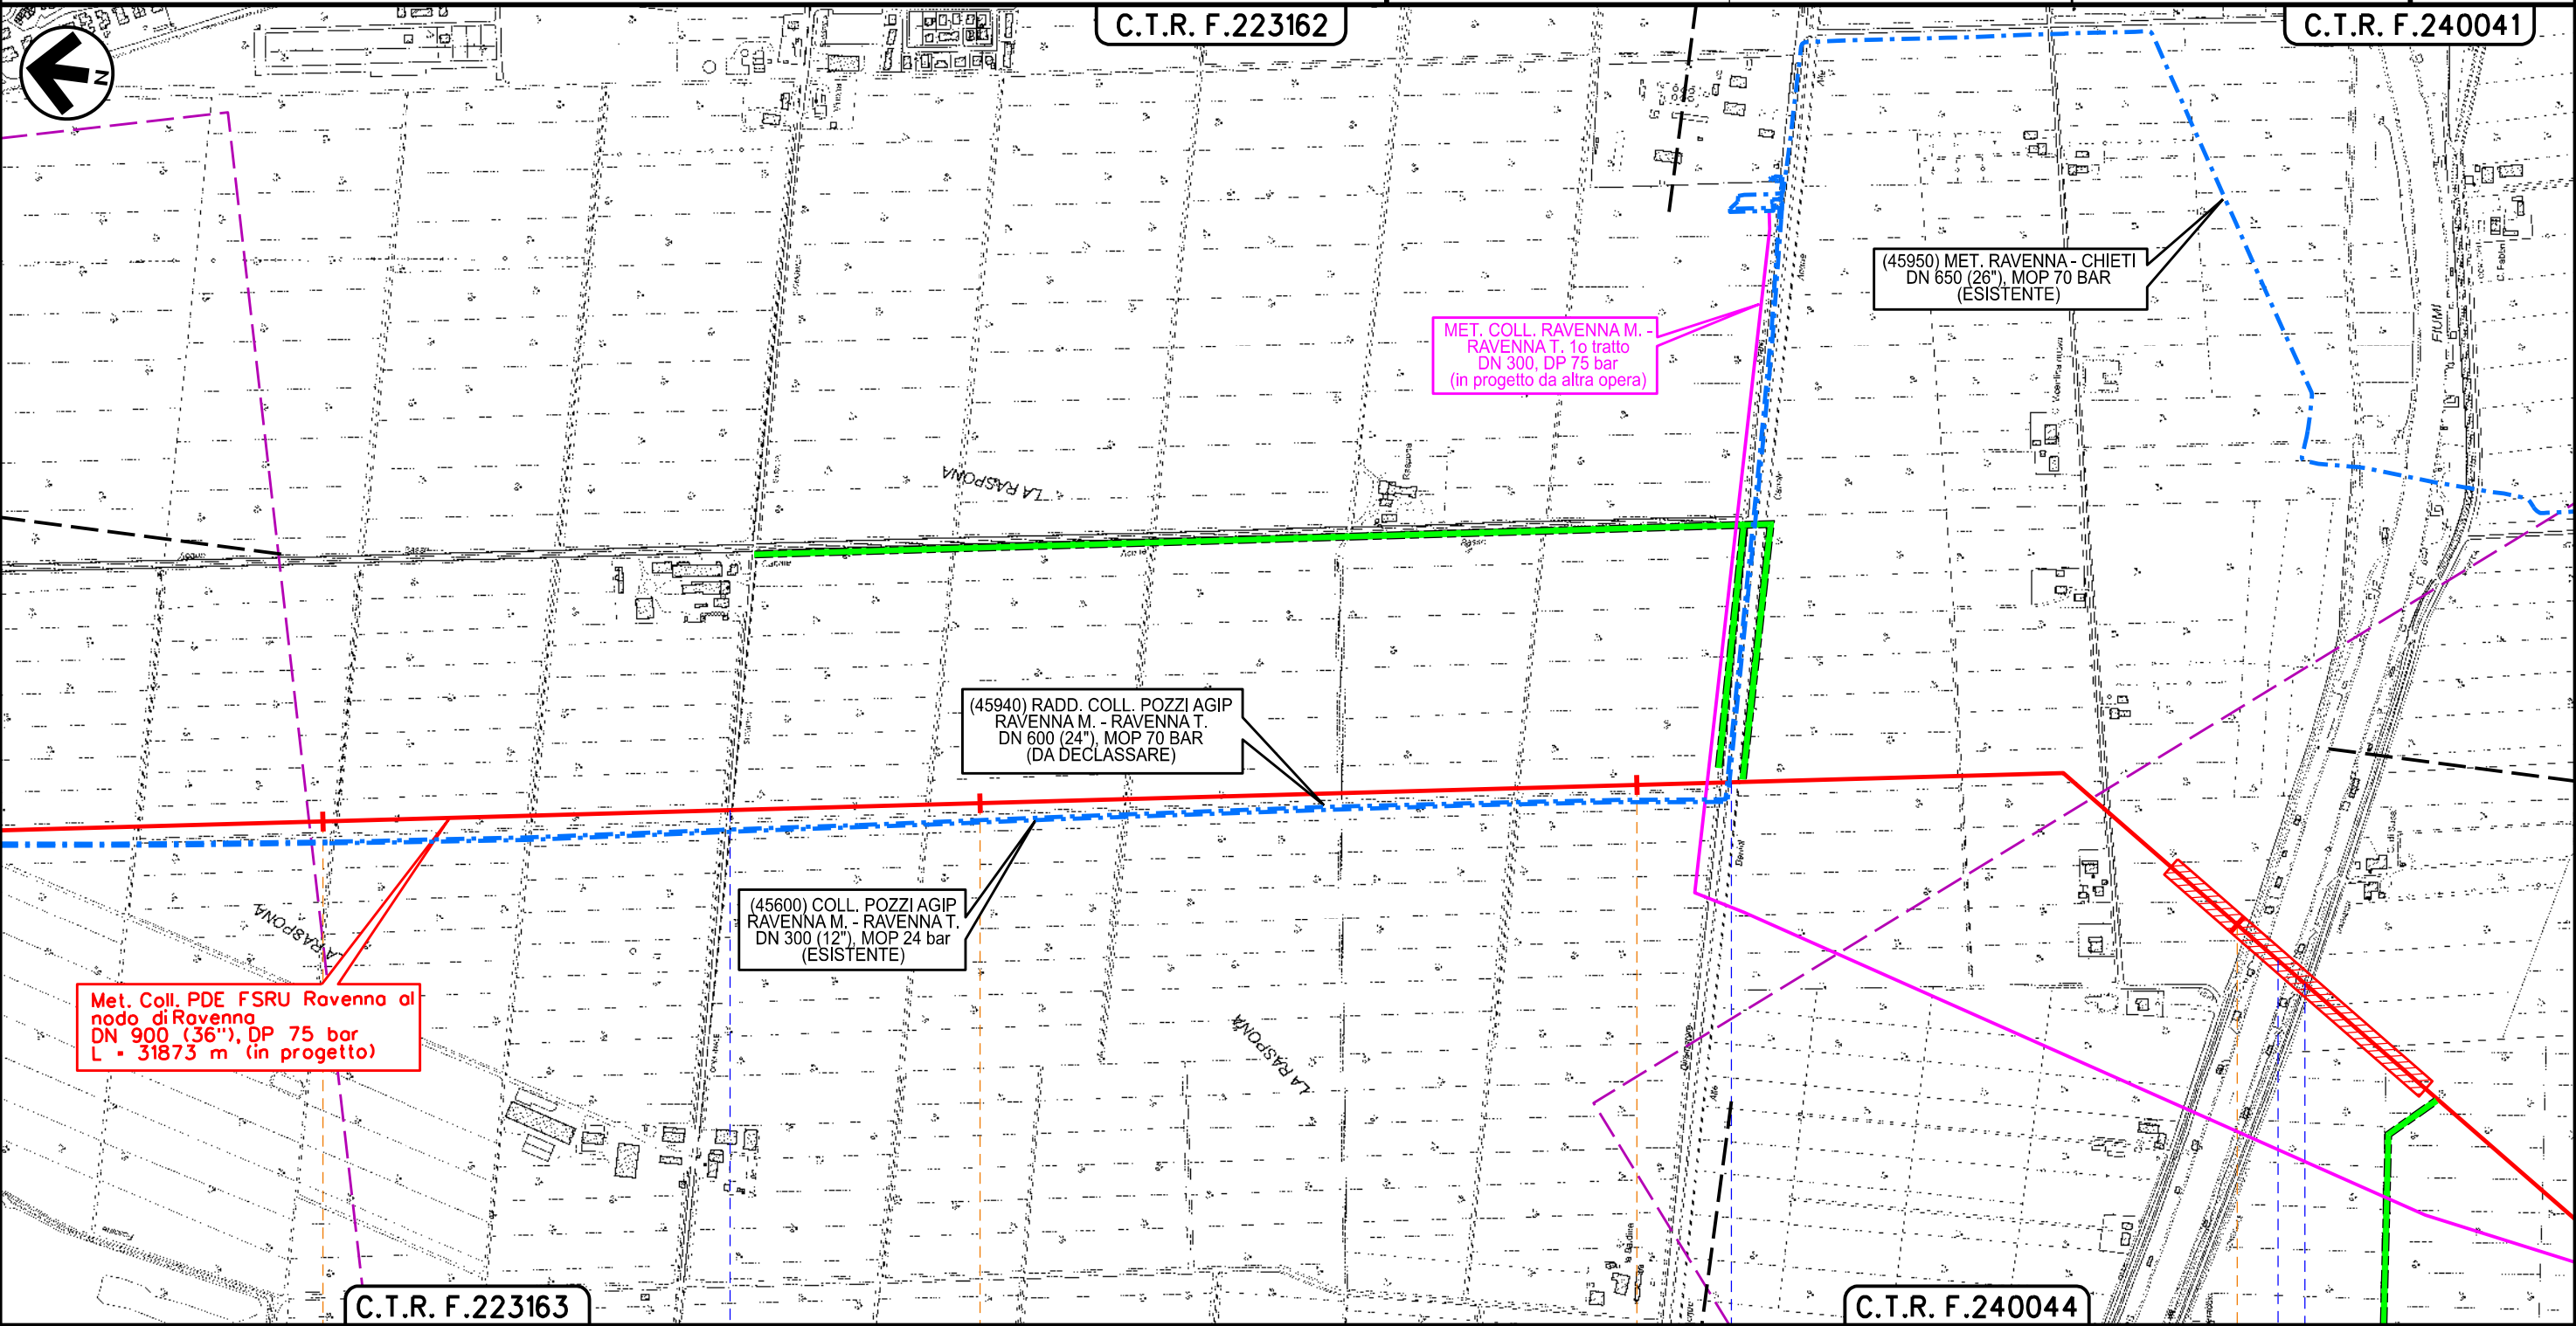 C.T.R. F.223162
C.T.R. F.240041
N
(45950) MET. RAVENNA - CHIETI
DN 650 (26"), MOP 70 BAR
(ESISTENTE)
C. Fabbri
FIUMI
MET. COLL. RAVENNA M. -
RAVENNA T. 1o tratto
DN 300, DP 75 bar
(in progetto da altra opera)
LA RASPONA
Raspona
(45940) RADD. COLL. POZZI AGIP
RAVENNA M. - RAVENNA T.
DN 600 (24"), MOP 70 BAR
(DA DECLASSARE)
(45600) COLL. POZZI AGIP
RAVENNA M. - RAVENNA T.
DN 300 (12"), MOP 24 bar
(ESISTENTE)
LA RASPONA
Met. Coll. PDE FSRU Ravenna al
nodo di Ravenna
DN 900 (36"), DP 75 bar
L = 31873 m (in progetto)
LA RASPONA
C.T.R. F.223163
C.T.R. F.240044